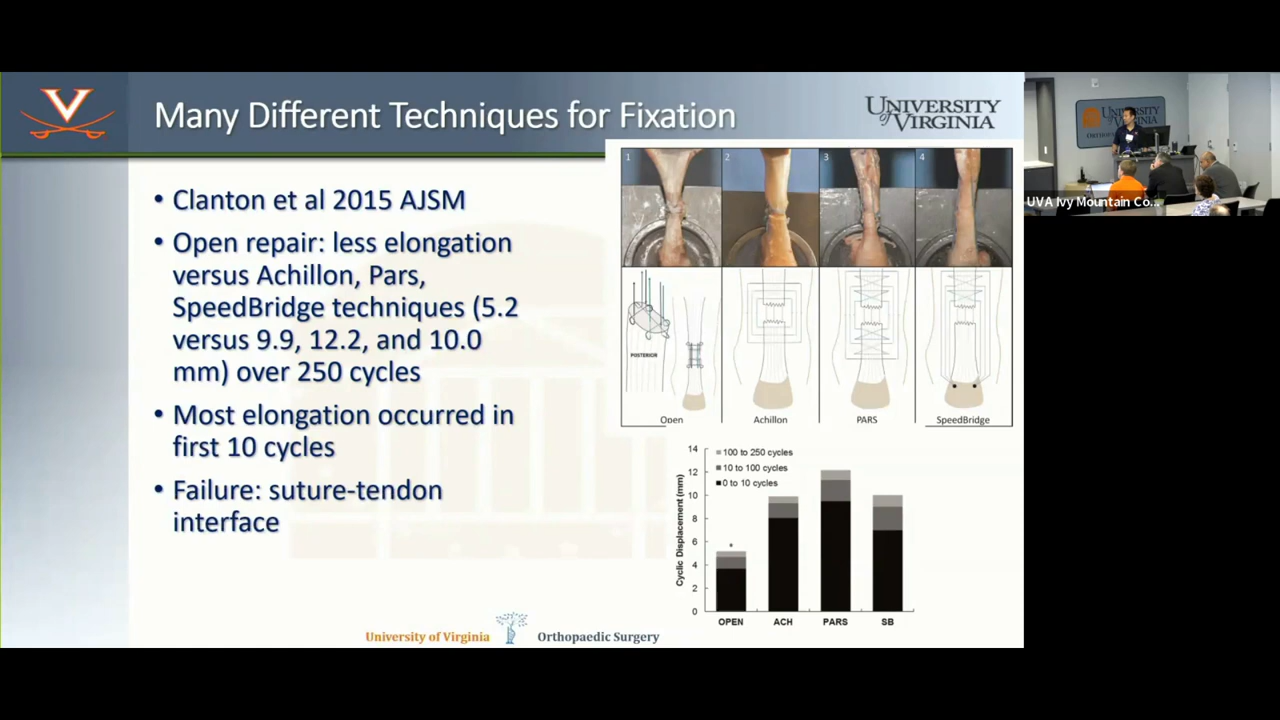 Many Different Techniques for Fixation
UNIVERSITY
of VIRGINIA
• Clanton et al 2015 AJSM
• Open repair: less elongation
versus Achillon, Pars,
SpeedBridge techniques (5.2
versus 9.9, 12.2, and 10.0
mm) over 250 cycles
• Most elongation occurred in
first 10 cycles
• Failure: suture-tendon
interface
1 2 3 4
POSTERIOR
Open Achillon PARS SpeedBridge
14
12
10
8
6
4
2
0
Cyclic Displacement (mm)
100 to 250 cycles
10 to 100 cycles
0 to 10 cycles
*
OPEN ACH PARS SB
University of Virginia Orthopaedic Surgery
UNIVERSITY
of VIRGINIA
UVA Ivy Mountain Co...